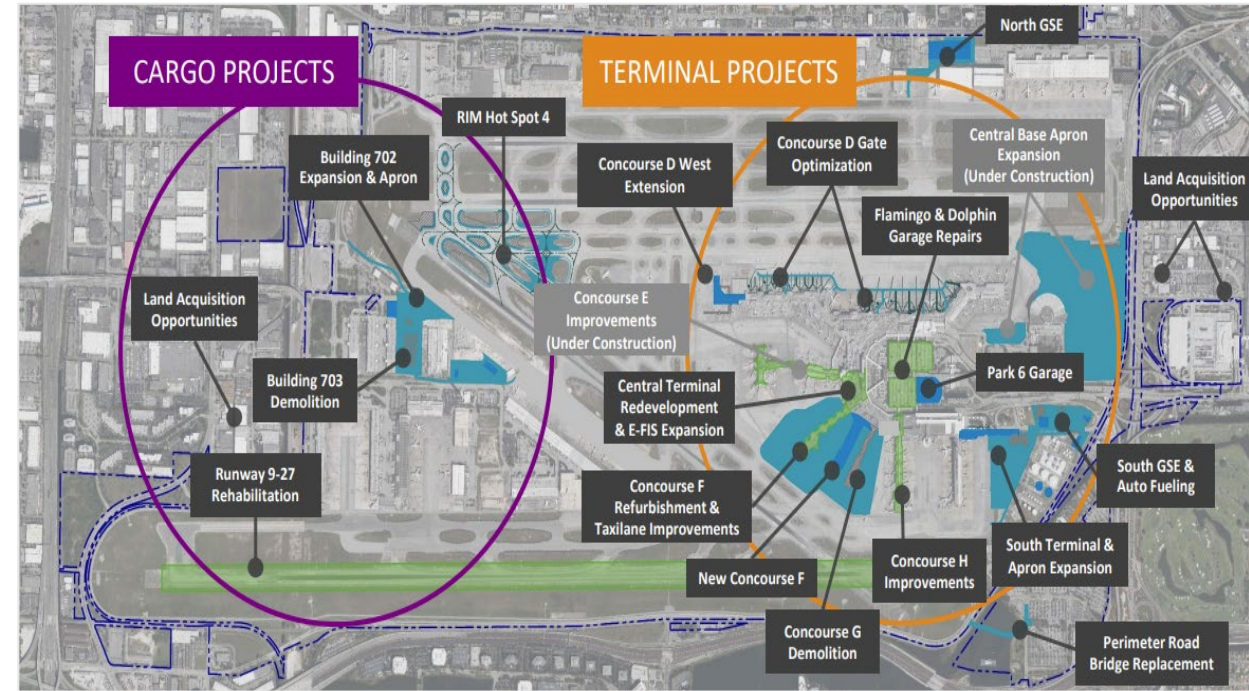 CARGO PROJECTS
TERMINAL PROJECTS
North GSE
RIM Hot Spot 4
Building 702
Expansion & Apron
Concourse D West
Extension
Concourse D Gate
Optimization
Central Base Apron
Expansion
(Under Construction)
Land Acquisition
Opportunities
Flamingo & Dolphin
Garage Repairs
Land Acquisition
Opportunities
Concourse E
Improvements
(Under Construction)
Building 703
Demolition
Central Terminal
Redevelopment
& E-FIS Expansion
Park 6 Garage
Runway 9-27
Rehabilitation
Concourse F
Refurbishment &
Taxilane Improvements
South GSE &
Auto Fueling
New Concourse F
Concourse H
Improvements
South Terminal &
Apron Expansion
Concourse G
Demolition
Perimeter Road
Bridge Replacement